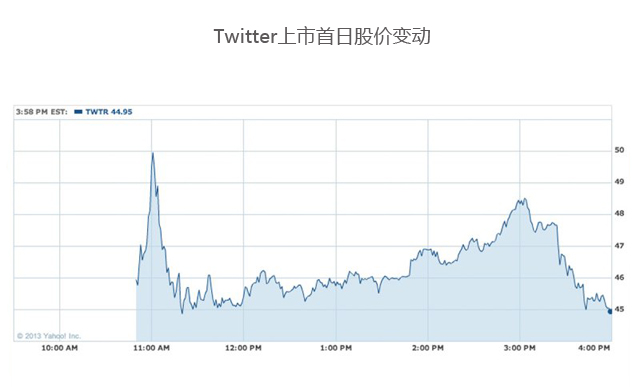 Twitter上市首日股价变动
3:58 PM EST: TWTR 44.95
50
49
48
47
46
45
© 2013 Yahoo! Inc.
10:00 AM 11:00 AM 12:00 PM 1:00 PM 2:00 PM 3:00 PM 4:00 PM